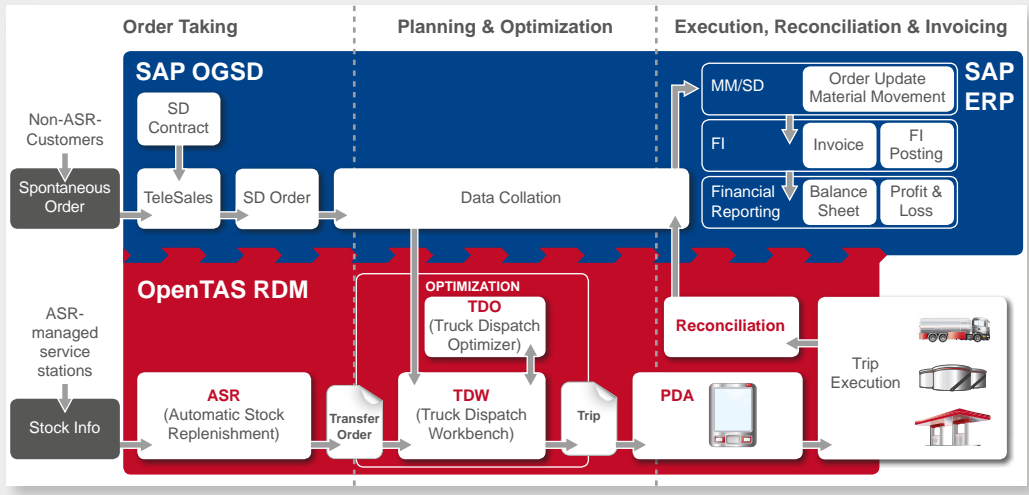 Order Taking
Planning & Optimization
Execution, Reconciliation & Invoicing
SAP OGSD
SAP
ERP
SD
Contract
MM/SD
Order Update
Material Movement
Non-ASR-
Customers
FI
Invoice
FI
Posting
Spontaneous
Order
TeleSales
SD Order
Data Collation
Financial
Reporting
Balance
Sheet
Profit &
Loss
OpenTAS RDM
OPTIMIZATION
TDO
(Truck Dispatch
Optimizer)
Reconciliation
ASR-
managed
service
stations
Trip
Execution
Stock Info
ASR
(Automatic Stock
Replenishment)
Transfer
Order
TDW
(Truck Dispatch
Workbench)
Trip
PDA